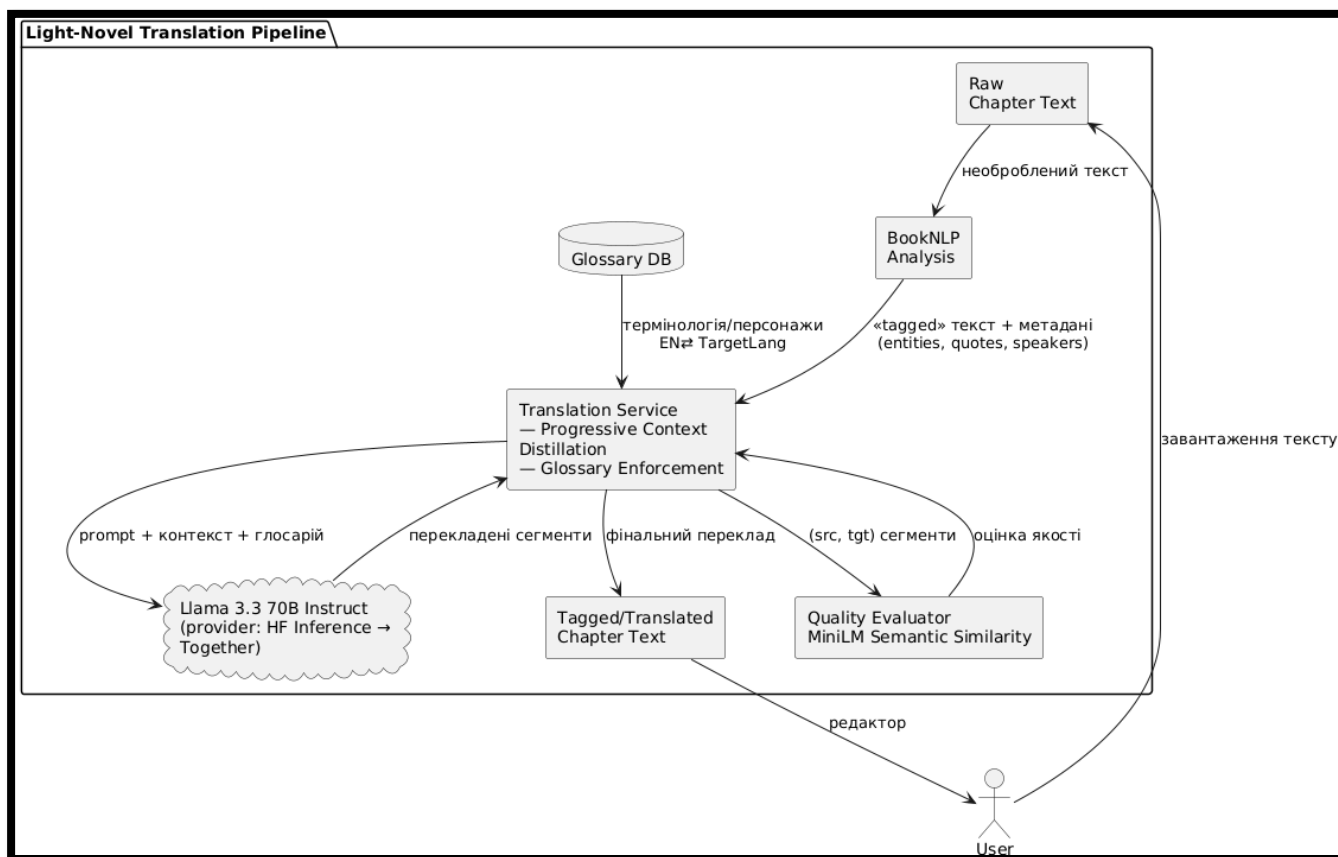 Light-Novel Translation Pipeline
Raw
Chapter Text
необроблений текст
BookNLP
Analysis
Glossary DB
термінологія/персонажи
EN⇄ TargetLang
«tagged» текст + метадані
(entities, quotes, speakers)
Translation Service
— Progressive Context
Distillation
— Glossary Enforcement
завантаження тексту
prompt + контекст + глосарій
перекладені сегменти
фінальний переклад
(src, tgt) сегменти
оцінка якості
Llama 3.3 70B Instruct
(provider: HF Inference →
Together)
Tagged/Translated
Chapter Text
Quality Evaluator
MiniLM Semantic Similarity
редактор
User